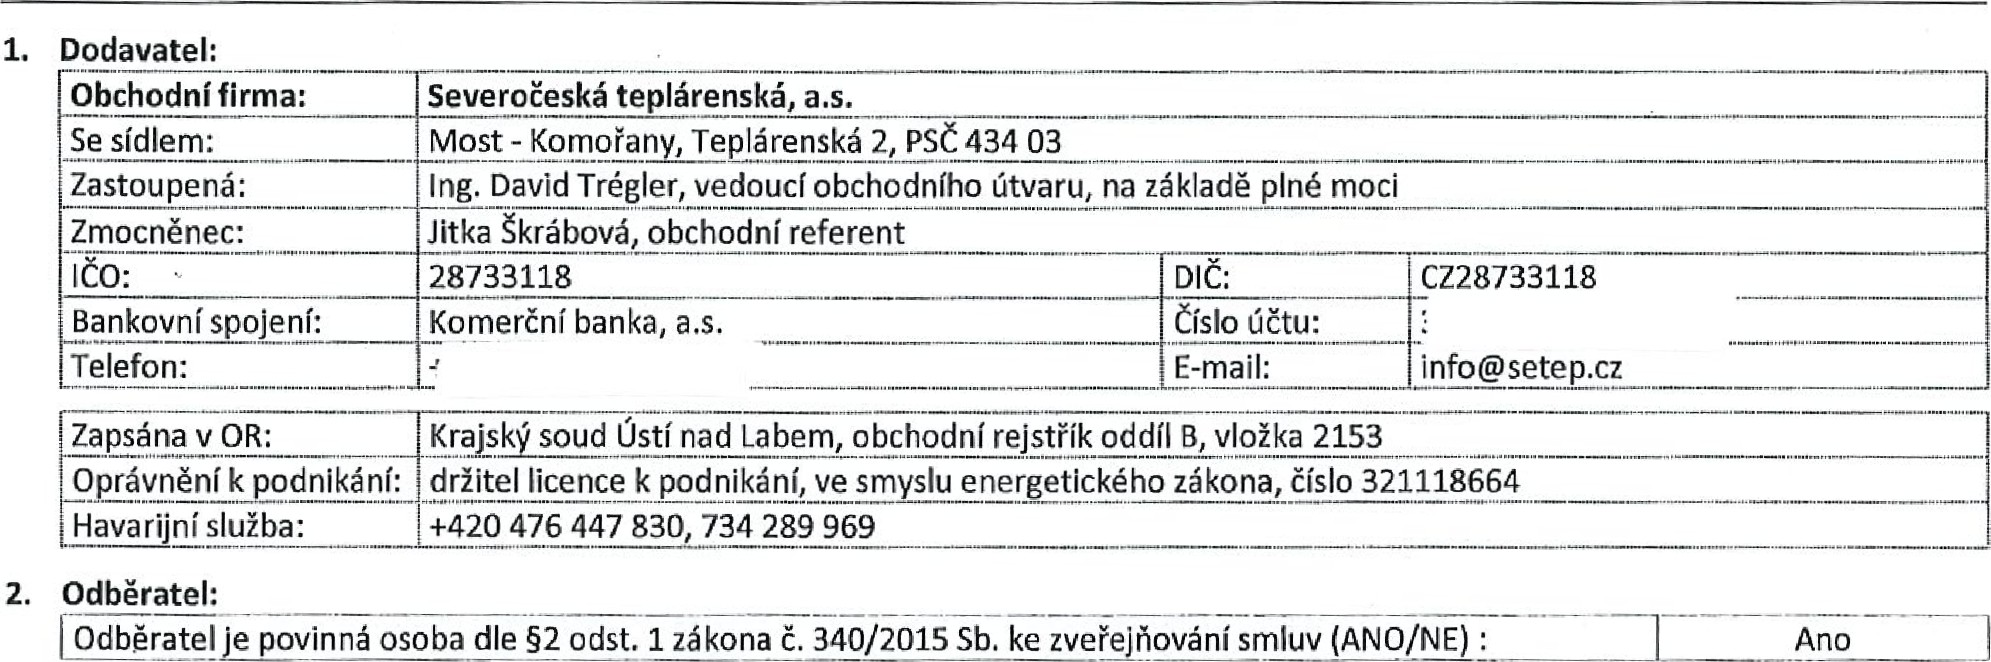 1. Dodavatel:
Obchodní firma: Severočeská teplárenská, a.s.
Se sídlem: Most - Komořany, Teplárenská 2, PSČ 434 03
Zastoupená: Ing. David Trégler, vedoucí obchodního útvaru, na základě plné moci
Zmocněnec: Jitka Škrábová, obchodní referent
IČO: 28733118 DIČ: CZ28733118
Bankovní spojení: Komerční banka, a.s. Číslo účtu:
Telefon: E-mail: info@setep.cz
Zapsána v OR: Krajský soud Ústí nad Labem, obchodní rejstřík oddíl B, vložka 2153
Oprávnění k podnikání: držitel licence k podnikání, ve smyslu energetického zákona, číslo 321118664
Havarijní služba: +420 476 447 830, 734 289 969
2. Odběratel:
Odběratel je povinná osoba dle §2 odst. 1 zákona č. 340/2015 Sb. ke zveřejňování smluv (ANO/NE) : Ano